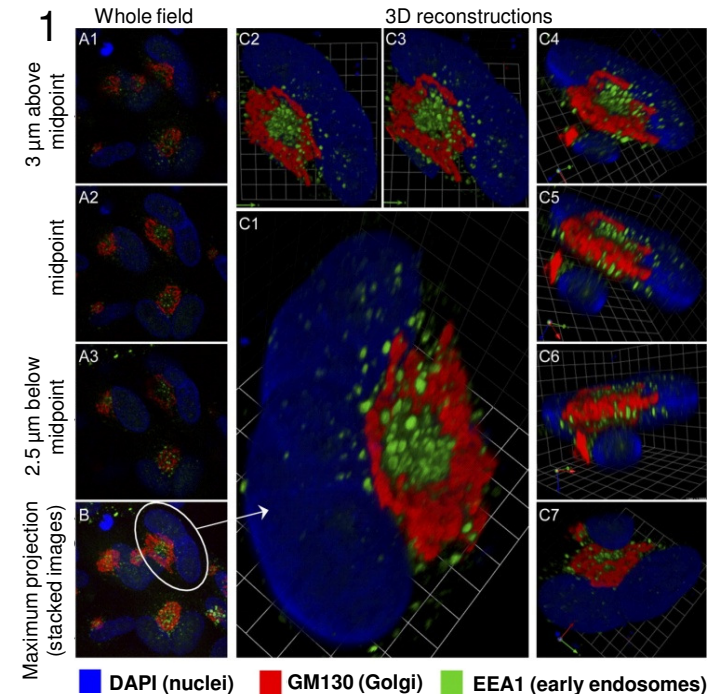 1
Whole field
3D reconstructions
3 µm above
midpoint
midpoint
2.5 µm below
midpoint
Maximum projection
(stacked images)
A1
A2
A3
B
C2
C3
C4
C1
C5
C6
C7
DAPI (nuclei)
GM130 (Golgi)
EEA1 (early endosomes)